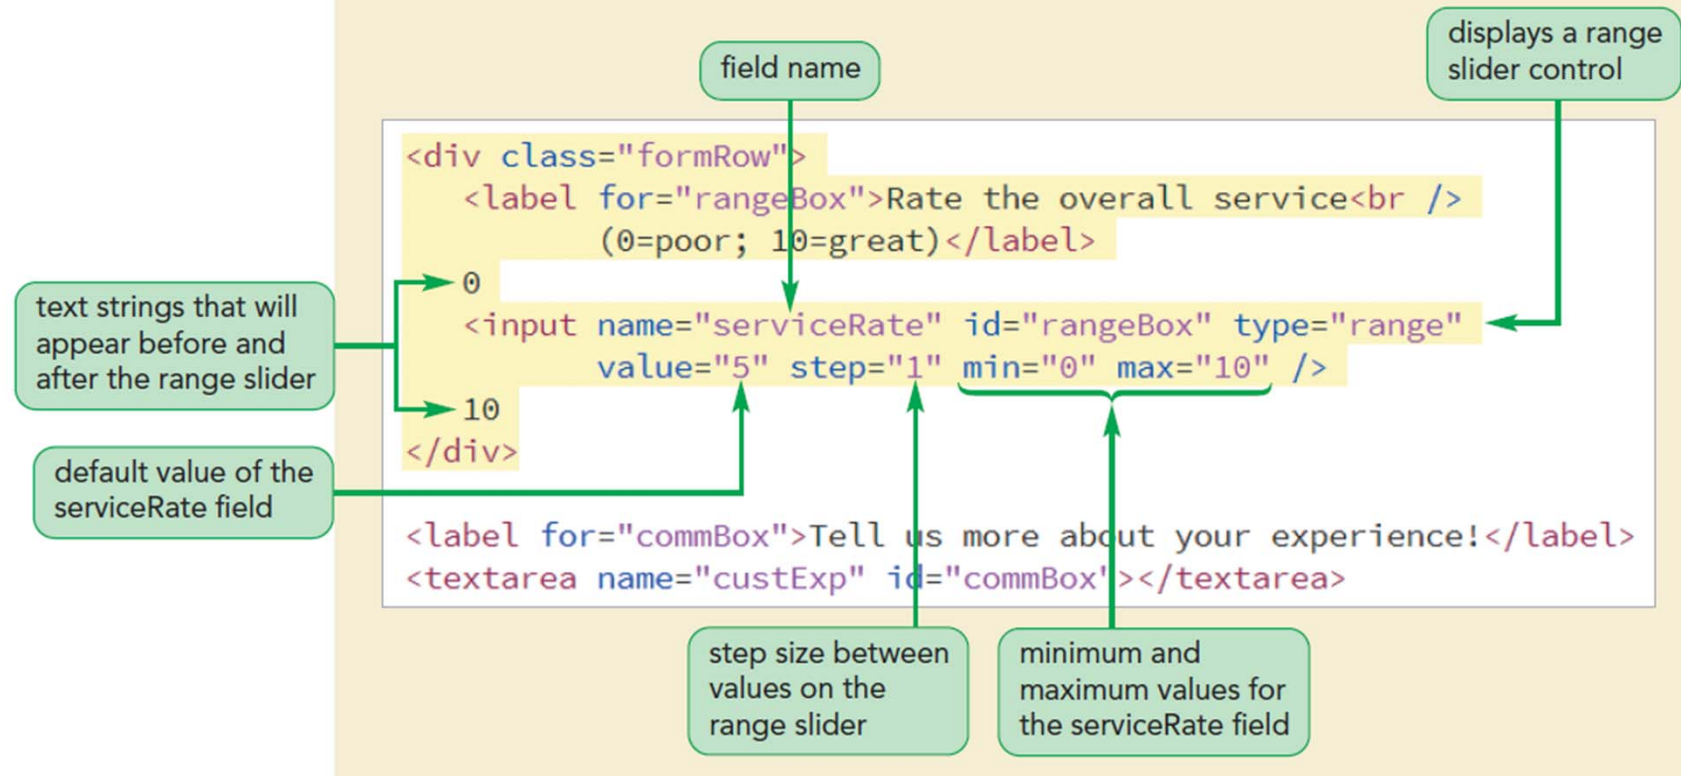 field name
displays a range
slider control
<div class="formRow">
<label for="rangeBox">Rate the overall service<br />
(0=poor; 10=great)</label>
0
<input name="serviceRate" id="rangeBox" type="range"
value="5" step="1" min="0" max="10" />
10
</div>
text strings that will
appear before and
after the range slider
default value of the
serviceRate field
<label for="commBox">Tell us more about your experience!</label>
<textarea name="custExp" id="commBox"></textarea>
step size between
values on the
range slider
minimum and
maximum values for
the serviceRate field